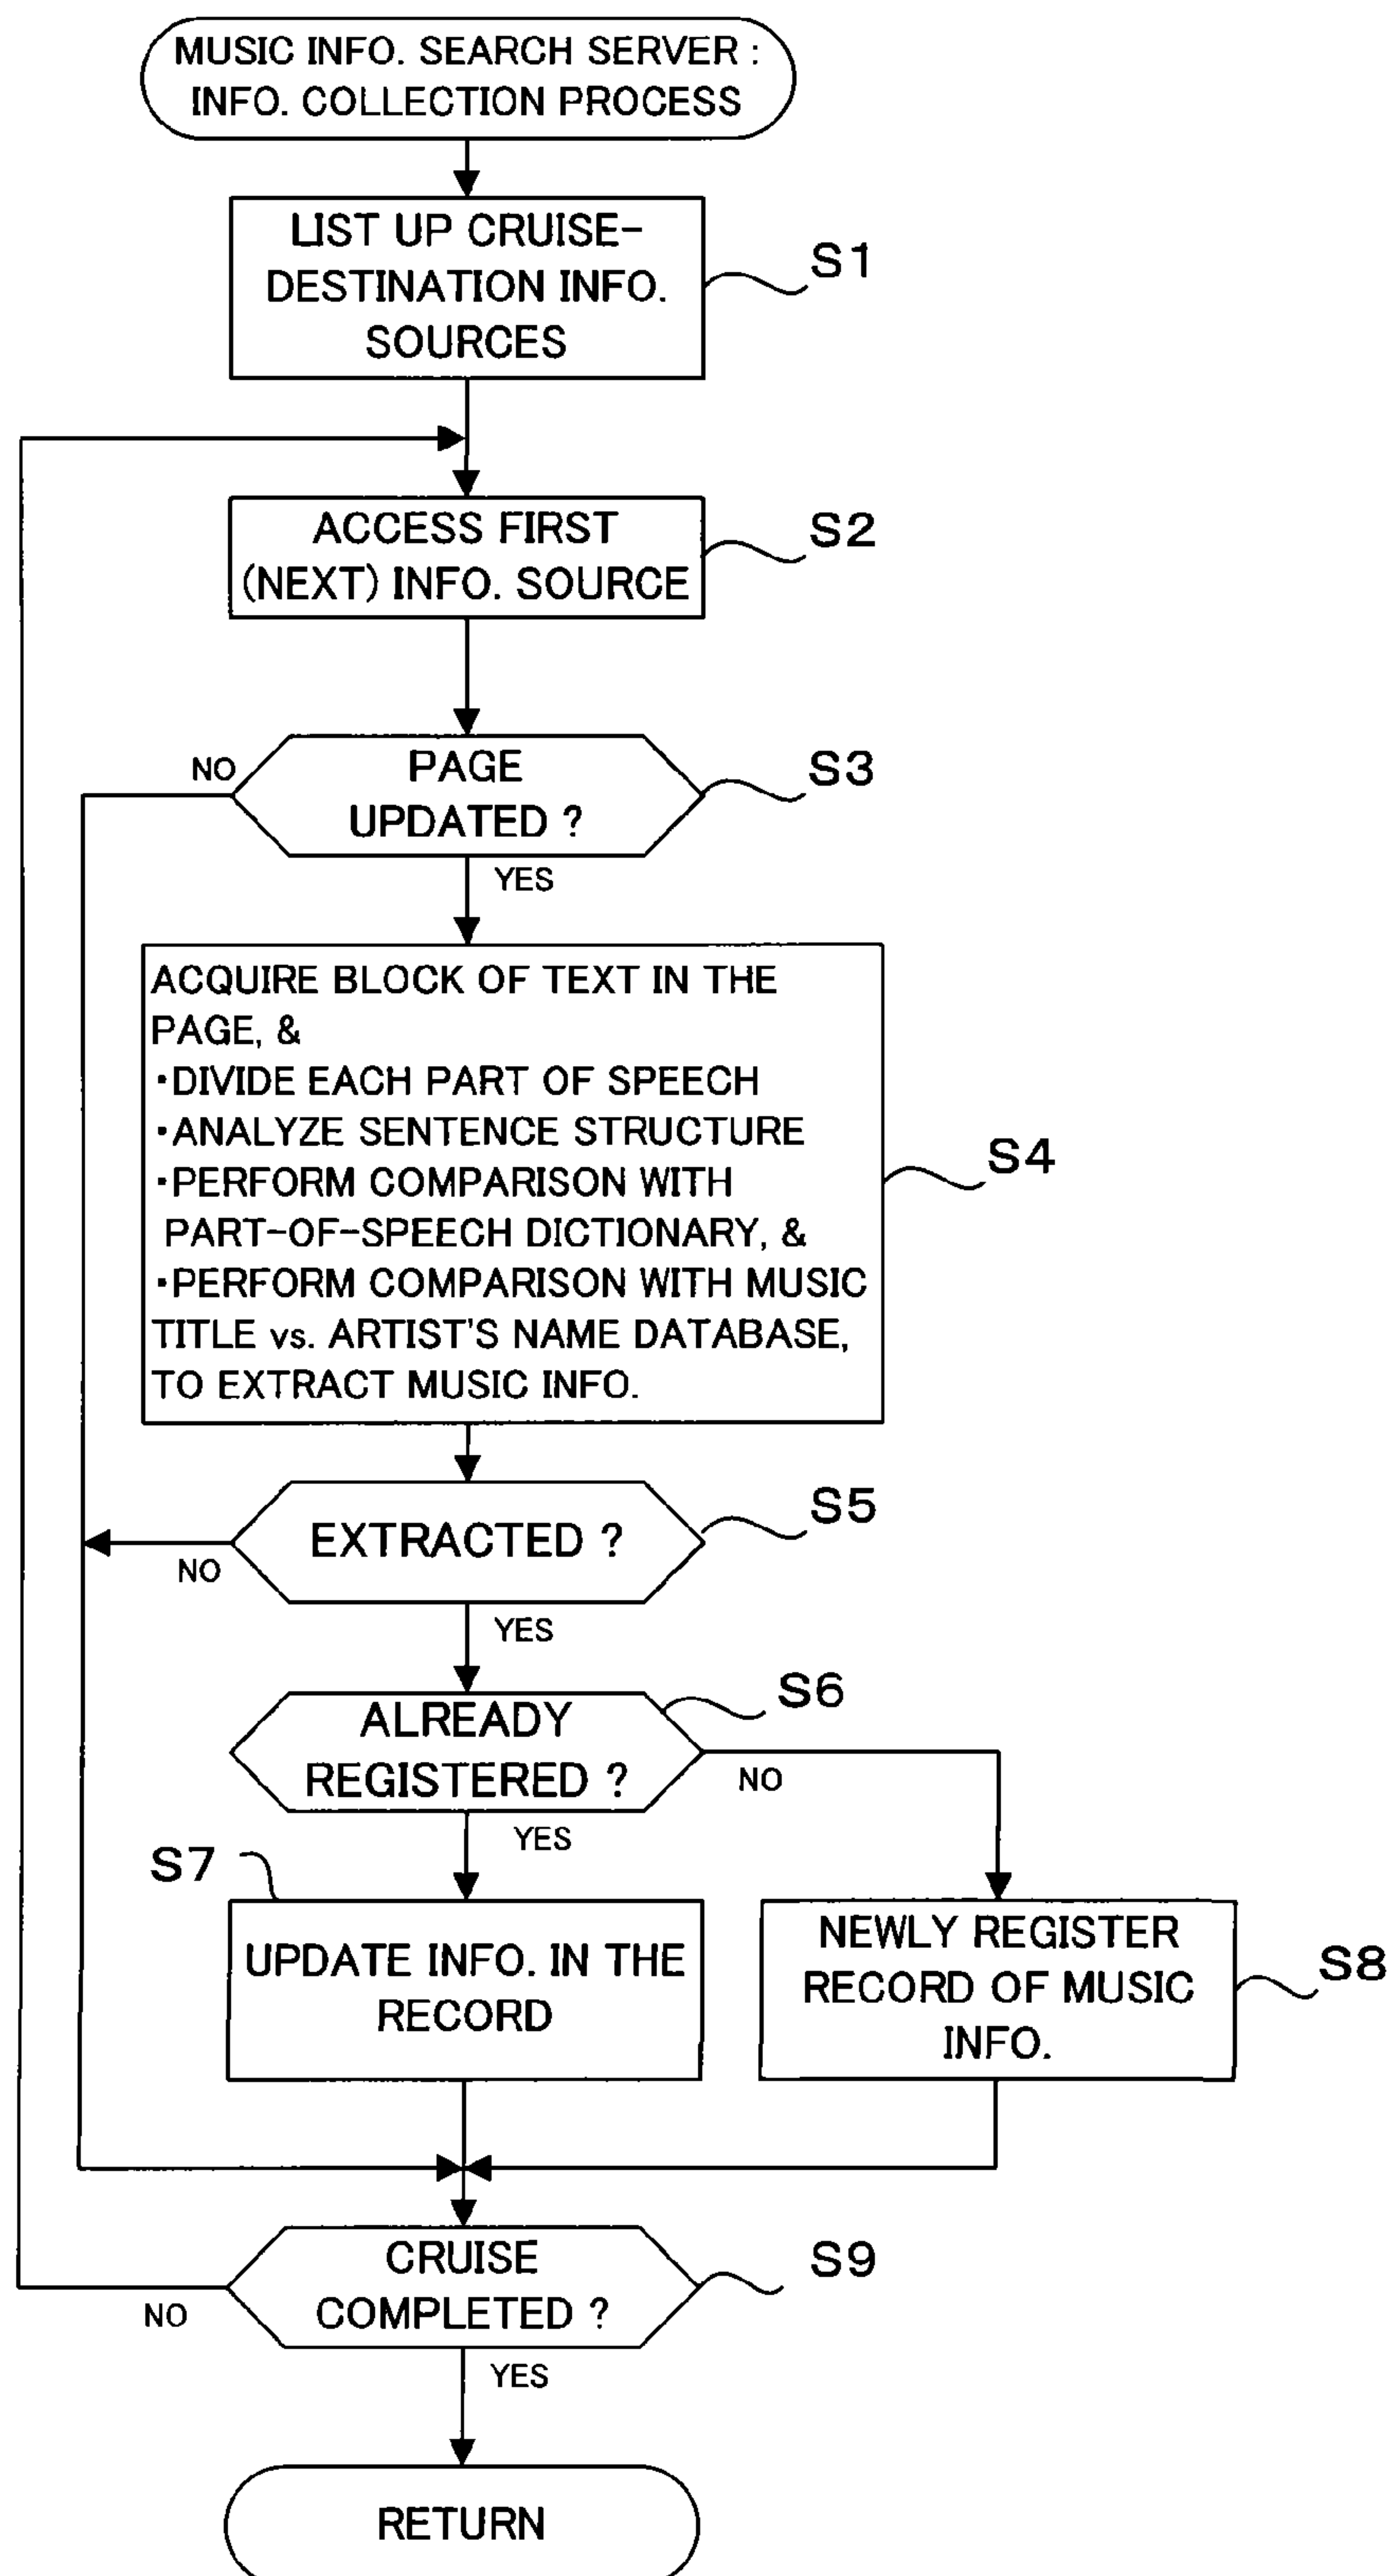 MUSIC INFO. SEARCH SERVER :
INFO. COLLECTION PROCESS
LIST UP CRUISE-
DESTINATION INFO.
SOURCES
S1
ACCESS FIRST
(NEXT) INFO. SOURCE
S2
PAGE
UPDATED ?
S3
NO
YES
ACQUIRE BLOCK OF TEXT IN THE
PAGE, &
・DIVIDE EACH PART OF SPEECH
・ANALYZE SENTENCE STRUCTURE
・PERFORM COMPARISON WITH
PART-OF-SPEECH DICTIONARY, &
・PERFORM COMPARISON WITH MUSIC
TITLE vs. ARTIST'S NAME DATABASE,
TO EXTRACT MUSIC INFO.
S4
EXTRACTED ?
S5
NO
YES
ALREADY
REGISTERED ?
S6
NO
YES
S7
UPDATE INFO. IN THE
RECORD
NEWLY REGISTER
RECORD OF MUSIC
INFO.
S8
CRUISE
COMPLETED ?
S9
NO
YES
RETURN